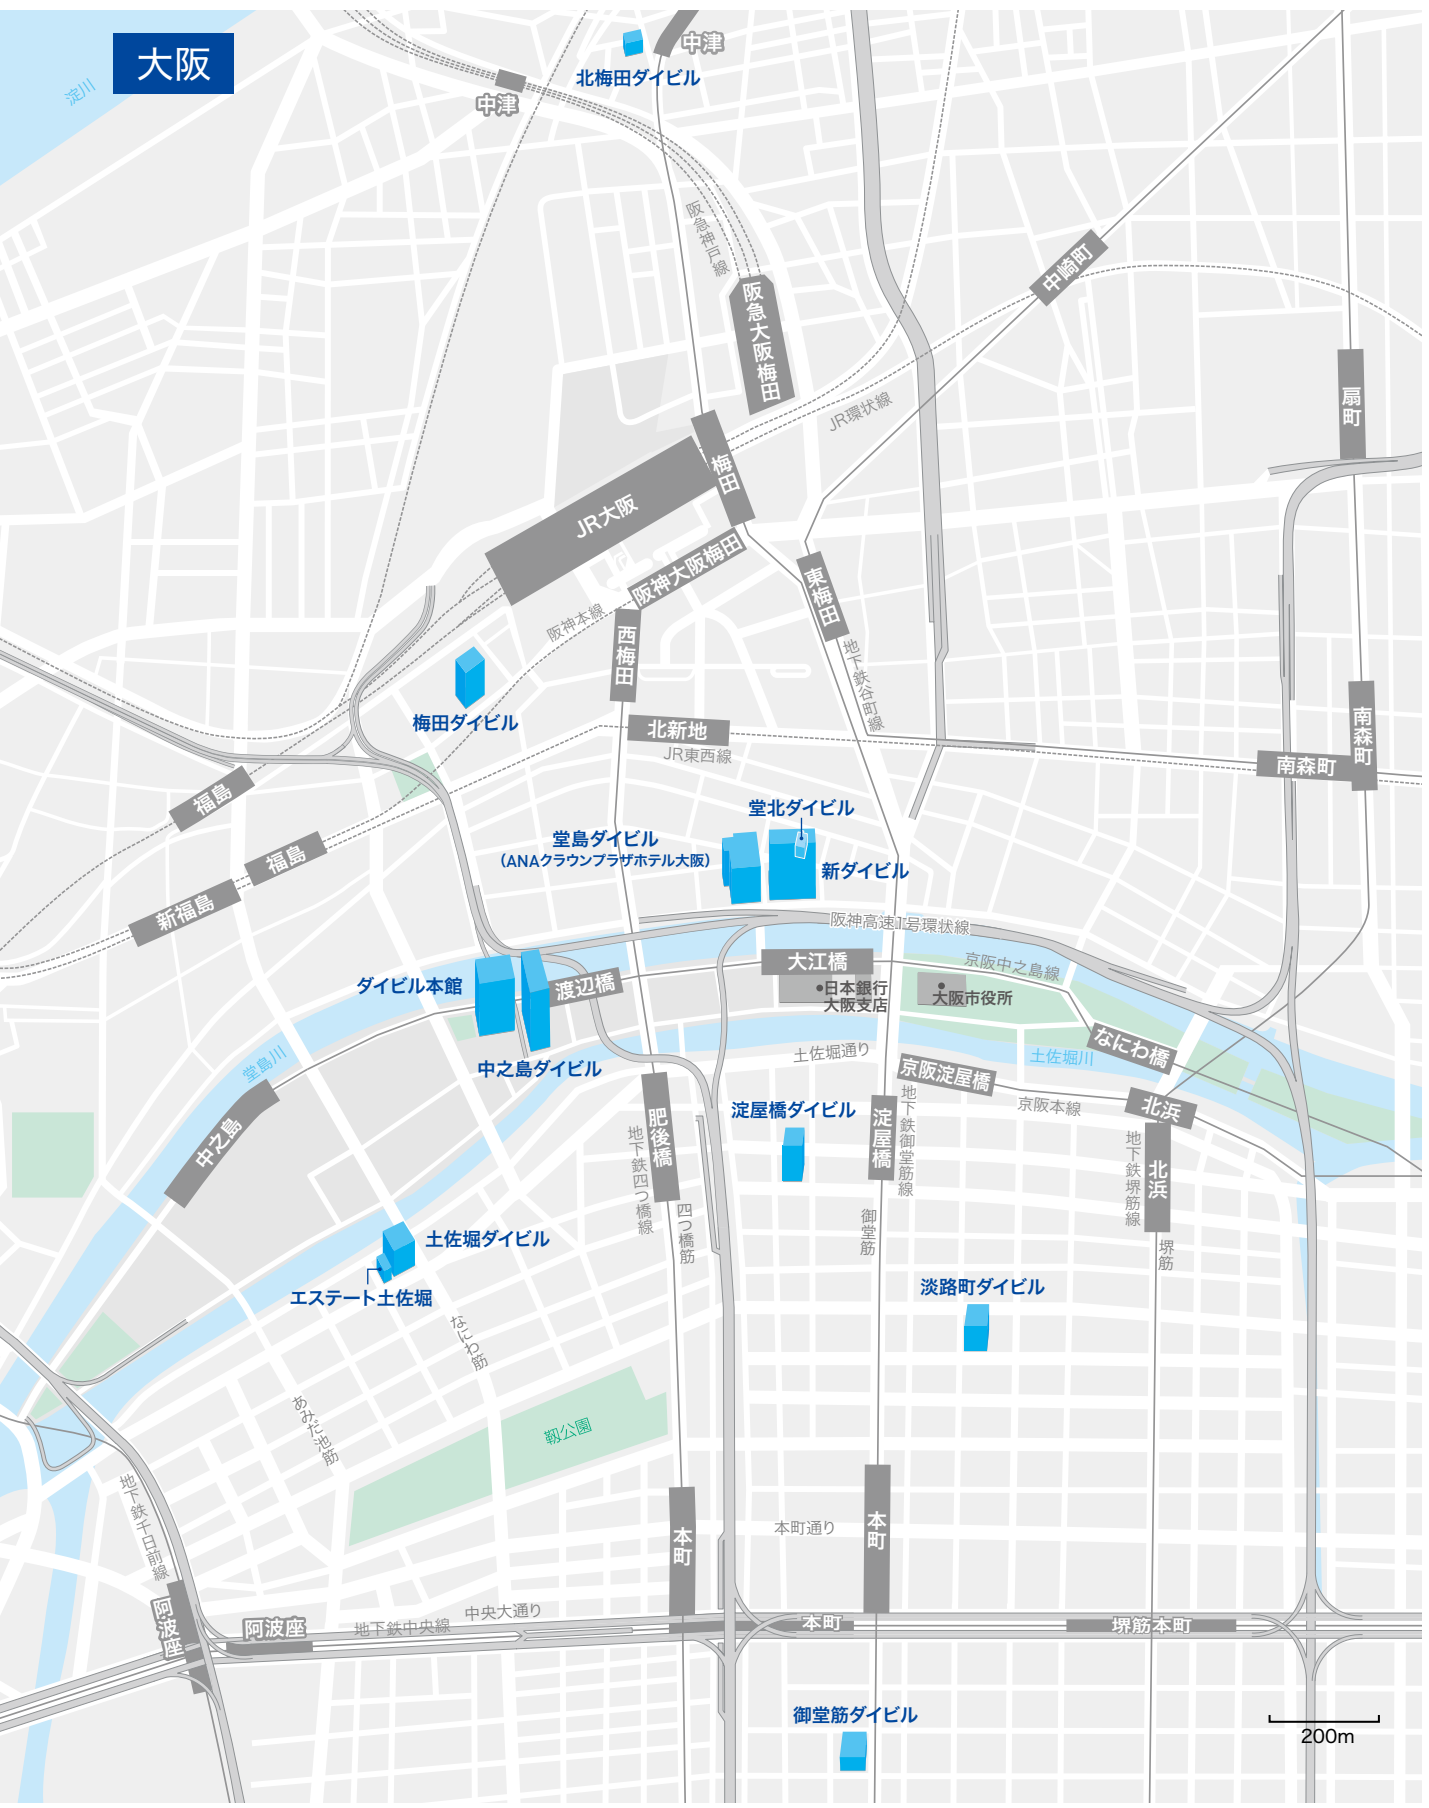 大阪
淀川
中津
北梅田ダイビル
中津
阪急神戸線
阪急大阪梅田
中崎町
扇町
JR環状線
梅田
JR大阪
阪神大阪梅田
東梅田
阪神本線
西梅田
地下鉄谷町線
梅田ダイビル
北新地
JR東西線
南森町
南森町
福島
福島
新福島
堂北ダイビル
堂島ダイビル
（ANAクラウンプラザホテル大阪）
新ダイビル
阪神高速1号環状線
大江橋
京阪中之島線
ダイビル本館
渡辺橋
日本銀行
大阪支店
大阪市役所
堂島川
中之島ダイビル
土佐堀通り
土佐堀川
なにわ橋
京阪淀屋橋
京阪本線
北浜
中之島
肥後橋
地下鉄四つ橋線
四つ橋筋
淀屋橋ダイビル
淀屋橋
地下鉄御堂筋線
御堂筋
地下鉄堺筋線
北浜
堺筋
土佐堀ダイビル
エステート土佐堀
淡路町ダイビル
なにわ筋
あみだ池筋
靱公園
地下鉄千日前線
本町
本町通り
本町
阿波座
阿波座
地下鉄中央線
中央大通り
本町
堺筋本町
御堂筋ダイビル
200m